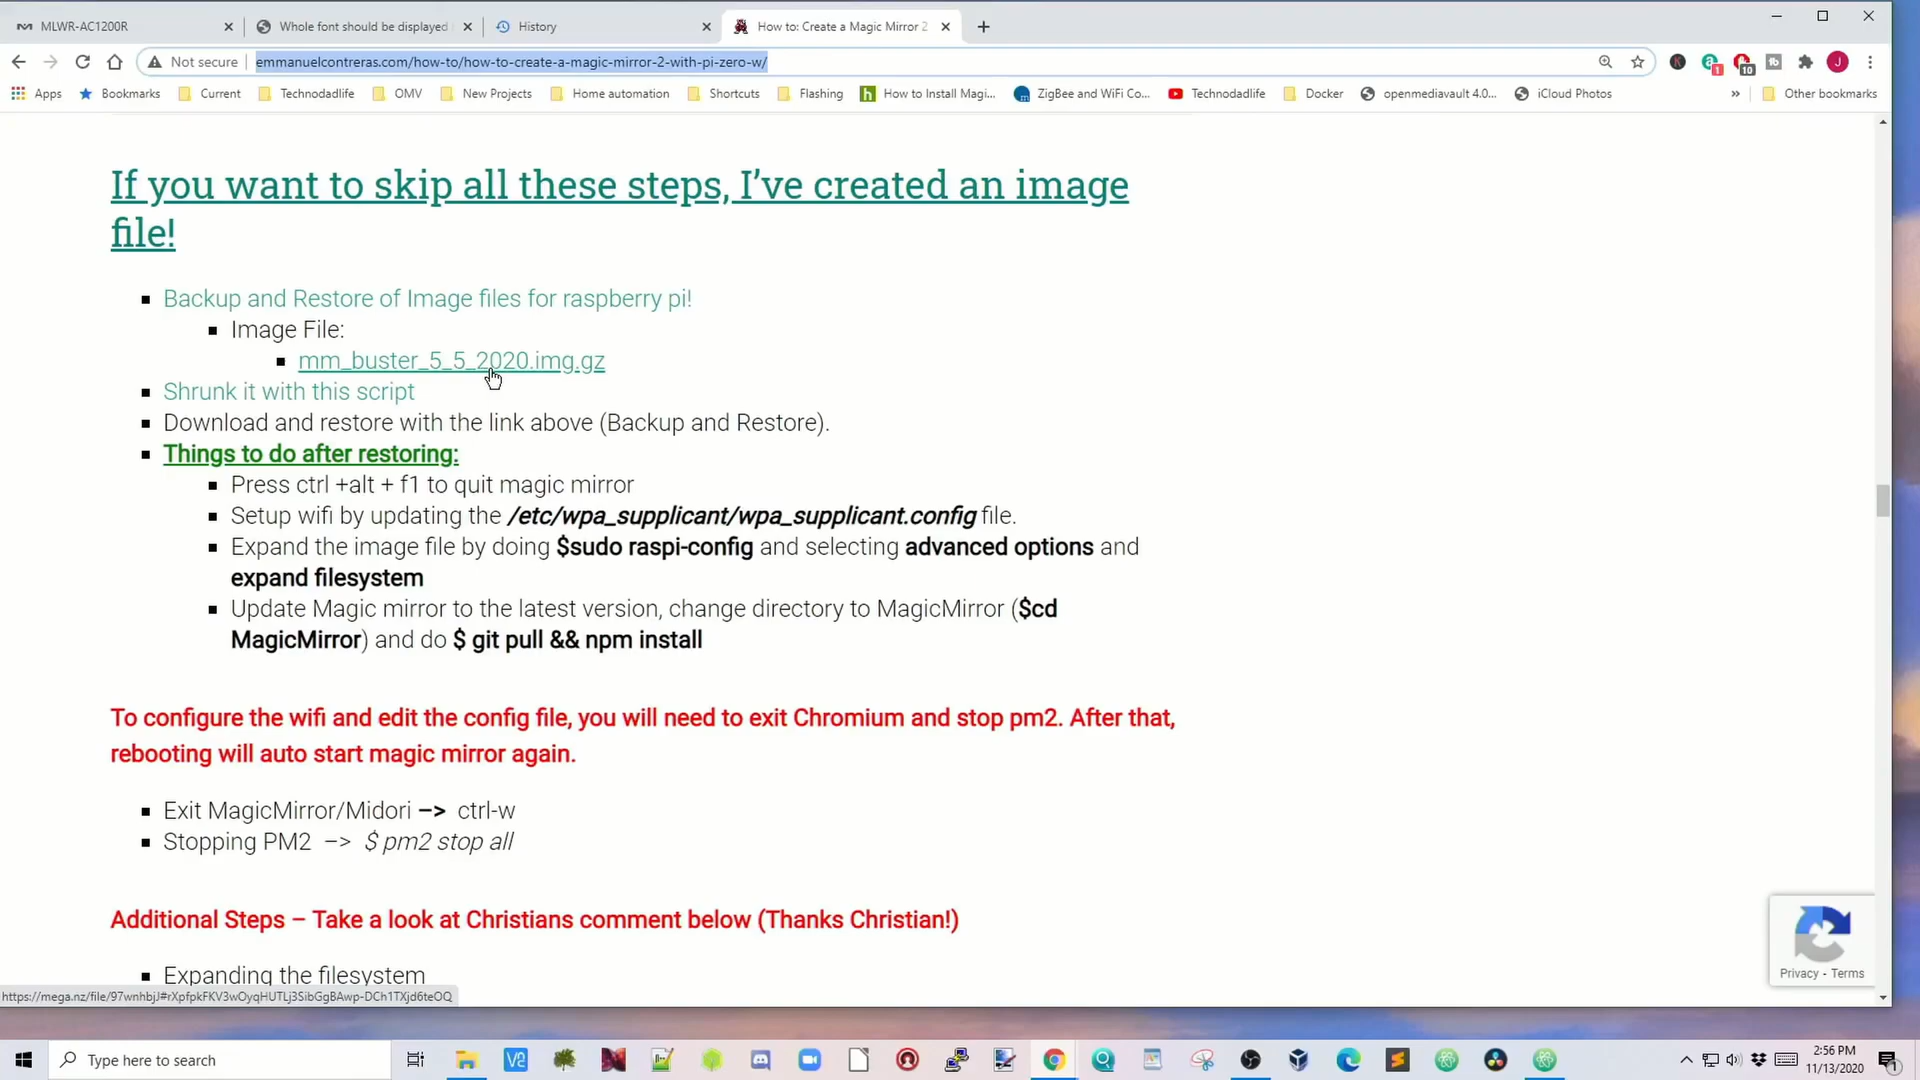 MLWR-AC1200R
Whole font should be displayed
History
How to: Create a Magic Mirror 2
Not secure
emmanuelcontreras.com/how-to/how-to-create-a-magic-mirror-2-with-pi-zero-w/
K
1
10
J
Apps
Bookmarks
Current
Technodadlife
OMV
New Projects
Home automation
Shortcuts
Flashing
How to Install Magi...
ZigBee and WiFi Co...
Technodadlife
Docker
openmediavault 4.0...
iCloud Photos
»
Other bookmarks
If you want to skip all these steps, I’ve created an image
file!
Backup and Restore of Image files for raspberry pi!
Image File:
mm_buster_5_5_2020.img.gz
Shrunk it with this script
Download and restore with the link above (Backup and Restore).
Things to do after restoring:
Press ctrl +alt + f1 to quit magic mirror
Setup wifi by updating the /etc/wpa_supplicant/wpa_supplicant.config file.
Expand the image file by doing $sudo raspi-config and selecting advanced options and
expand filesystem
Update Magic mirror to the latest version, change directory to MagicMirror ($cd
MagicMirror) and do $ git pull && npm install
To configure the wifi and edit the config file, you will need to exit Chromium and stop pm2. After that,
rebooting will auto start magic mirror again.
Exit MagicMirror/Midori –> ctrl-w
Stopping PM2 –> $ pm2 stop all
Additional Steps – Take a look at Christians comment below (Thanks Christian!)
Expanding the filesystem
Privacy - Terms
https://mega.nz/file/97wnhbjJ#rXpfpkFKV3wOyqHUTLj3SibGgBAwp-DCh1TXjd6teOQ
Type here to search
2:56 PM
11/13/2020
1